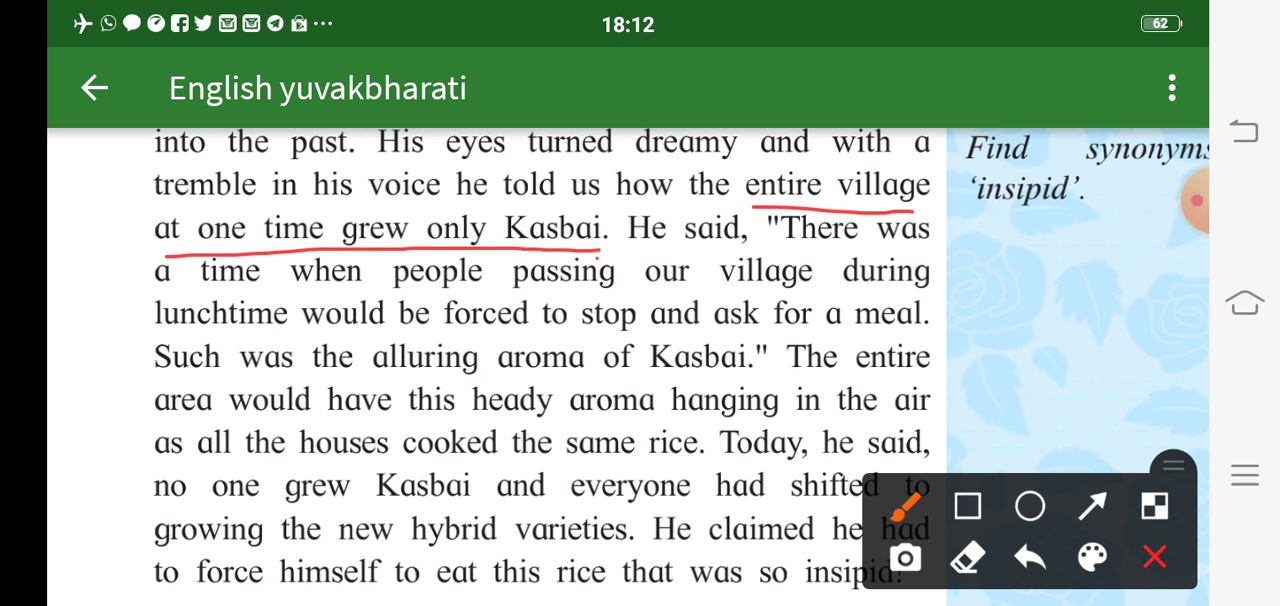 18:12
62
English yuvakbharati
into the past. His eyes turned dreamy and with a
tremble in his voice he told us how the entire village
at one time grew only Kasbai. He said, "There was
a time when people passing our village during
lunchtime would be forced to stop and ask for a meal.
Such was the alluring aroma of Kasbai." The entire
area would have this heady aroma hanging in the air
as all the houses cooked the same rice. Today, he said,
no one grew Kasbai and everyone had shifted to
growing the new hybrid varieties. He claimed he had
to force himself to eat this rice that was so insipid!
Find synonyms
'insipid'.